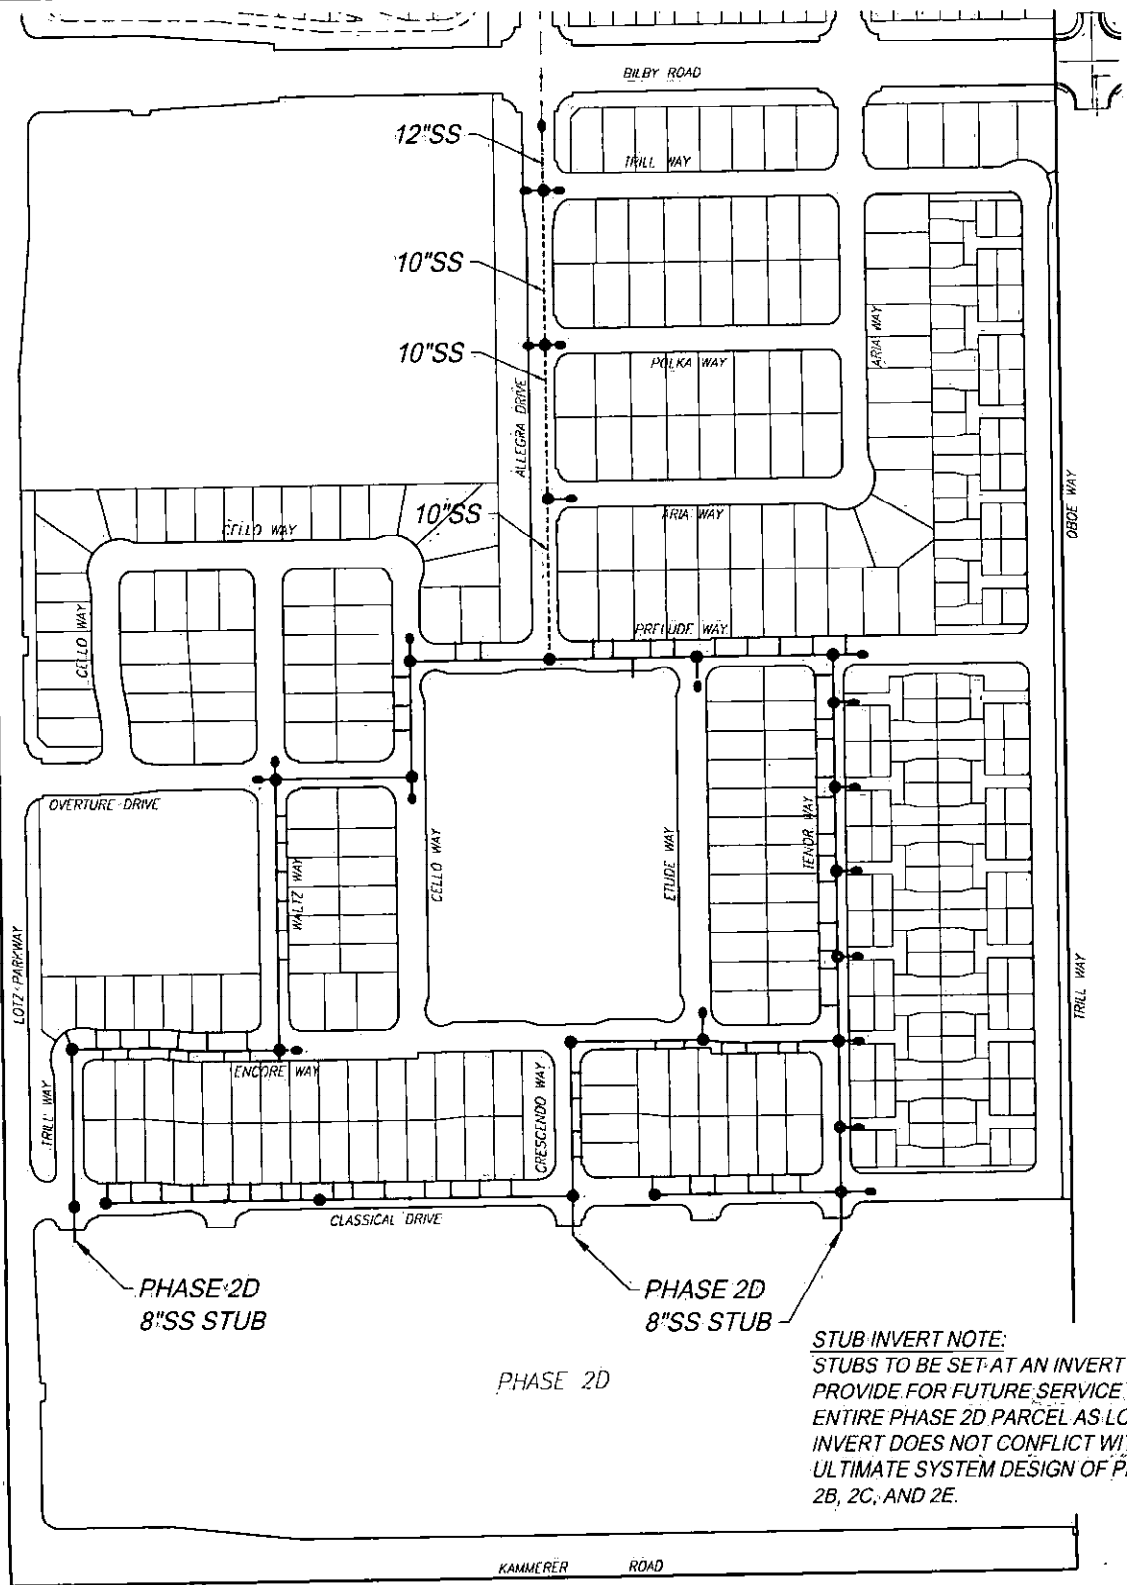 BILBY ROAD
12"SS
TRILL WAY
10"SS
10"SS
POLKA WAY
ARIA WAY
ALLEGRA DRIVE
OBOE WAY
10"SS
ARIA WAY
CELLO WAY
CELLO WAY
PRELUDE WAY
OVERTURE DRIVE
WALTZ WAY
CELLO WAY
ETUDE WAY
TENOR WAY
LOTZ PARKWAY
TRILL WAY
ENCORE WAY
TRILL WAY
CRESCENDO WAY
CLASSICAL DRIVE
PHASE 2D
8"SS STUB
PHASE 2D
8"SS STUB
PHASE 2D
STUB INVERT NOTE:
STUBS TO BE SET AT AN INVERT
PROVIDE FOR FUTURE SERVICE
ENTIRE PHASE 2D PARCEL AS
INVERT DOES NOT CONFLICT
ULTIMATE SYSTEM DESIGN OF
2B, 2C, AND 2E.
KAMMERER ROAD